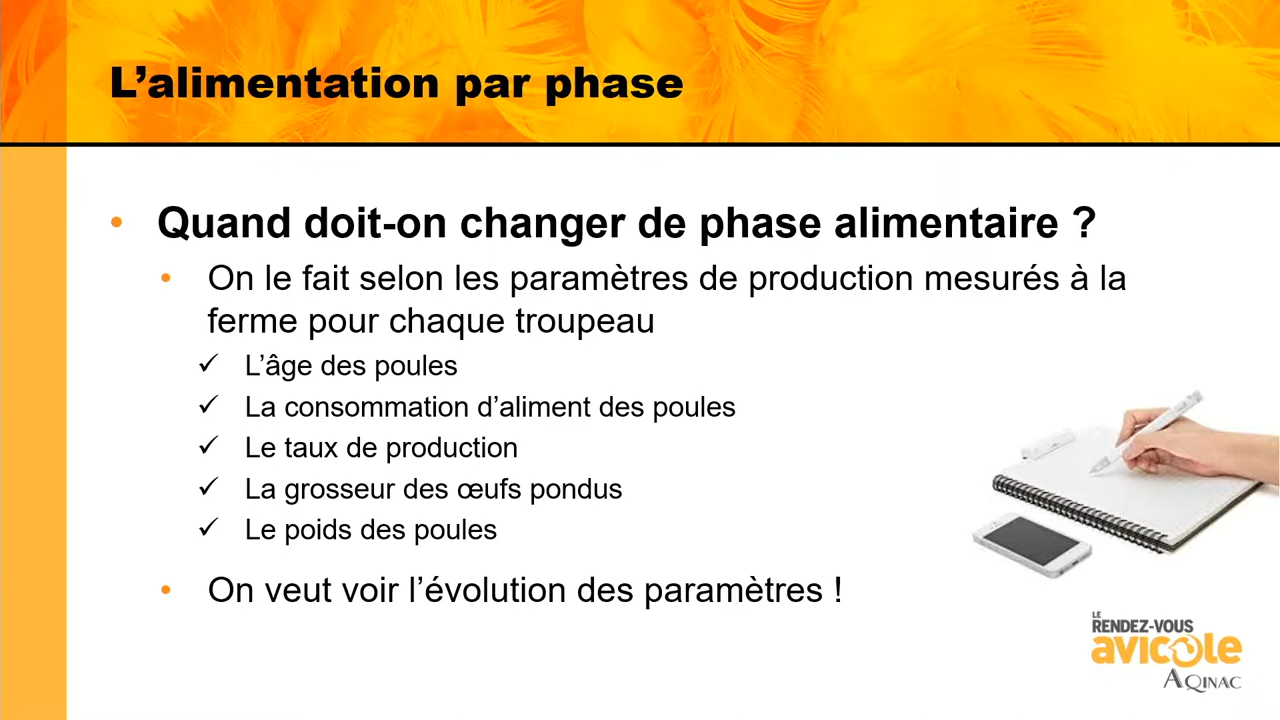 L’alimentation par phase
• Quand doit-on changer de phase alimentaire ?
• On le fait selon les paramètres de production mesurés à la
ferme pour chaque troupeau
✓ L’âge des poules
✓ La consommation d’aliment des poules
✓ Le taux de production
✓ La grosseur des œufs pondus
✓ Le poids des poules
• On veut voir l’évolution des paramètres !
LE
RENDEZ-VOUS
avicole
AQINAC